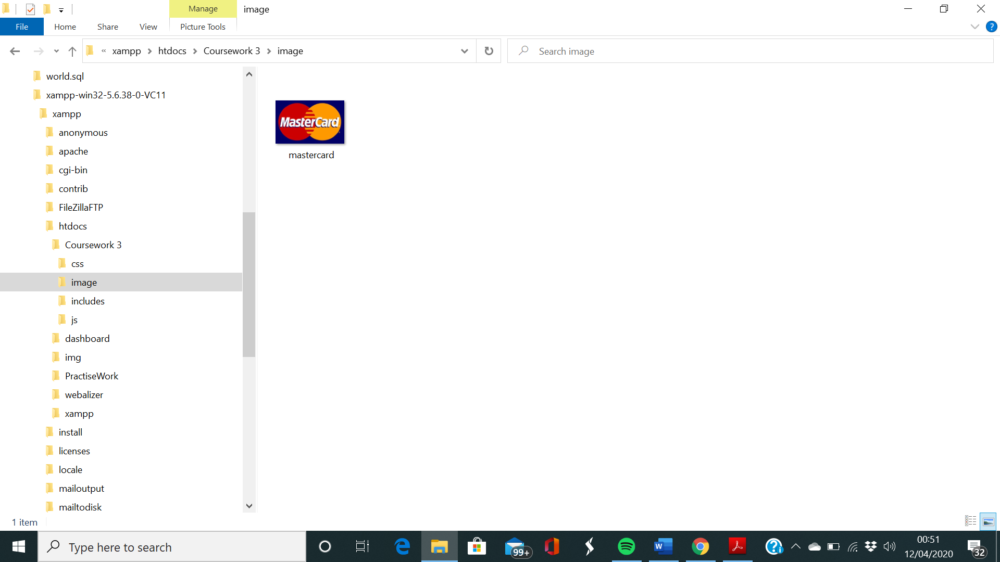 Manage
image
File
Home
Share
View
Picture Tools
?
« xampp > htdocs > Coursework 3 > image
Search image
world.sql
xampp-win32-5.6.38-0-VC11
xampp
anonymous
apache
cgi-bin
contrib
FileZillaFTP
htdocs
Coursework 3
css
image
includes
js
dashboard
img
PractiseWork
webalizer
xampp
install
licenses
locale
mailoutput
mailtodisk
MasterCard
mastercard
1 item
Type here to search
99+
W
00:51
12/04/2020
32